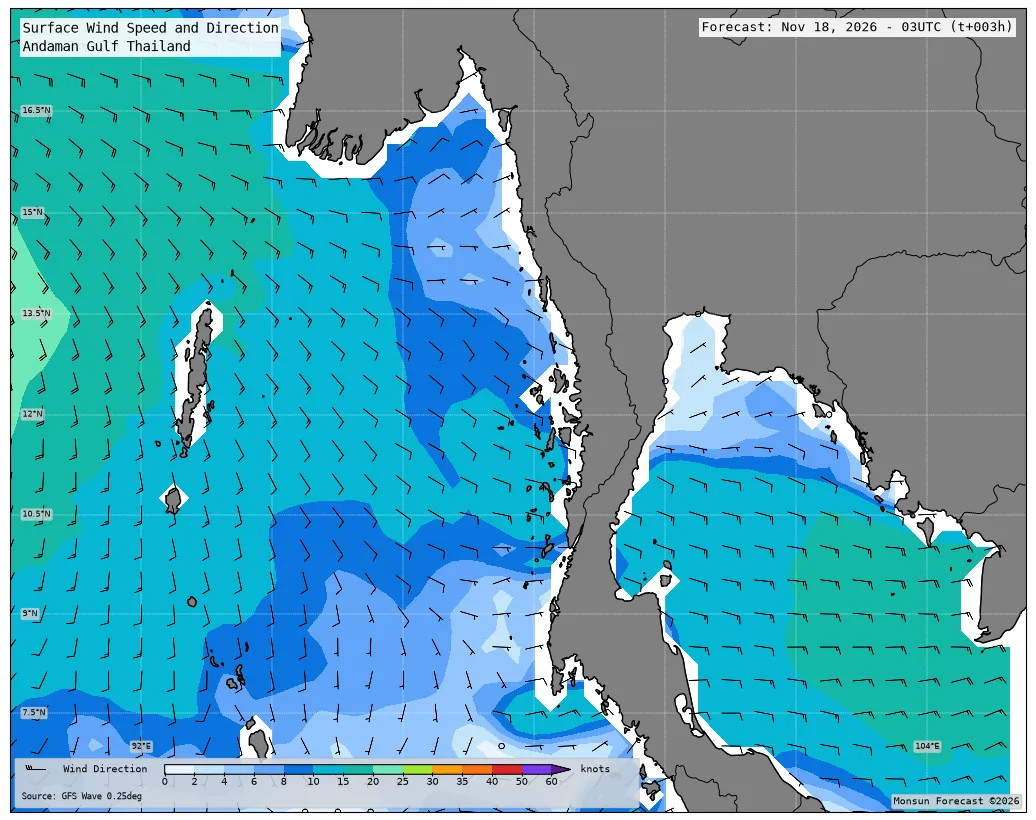 Surface Wind Speed and Direction
Andaman Gulf Thailand
Forecast: Nov 18, 2026 - 03UTC (t+003h)
16.5°N
15°N
13.5°N
12°N
10.5°N
9°N
7.5°N
92°E
104°E
Wind Direction
knots
0 2 4 6 8 10 15 20 25 30 35 40 50 60
Source: GFS Wave 0.25deg
Monsun Forecast ©2026